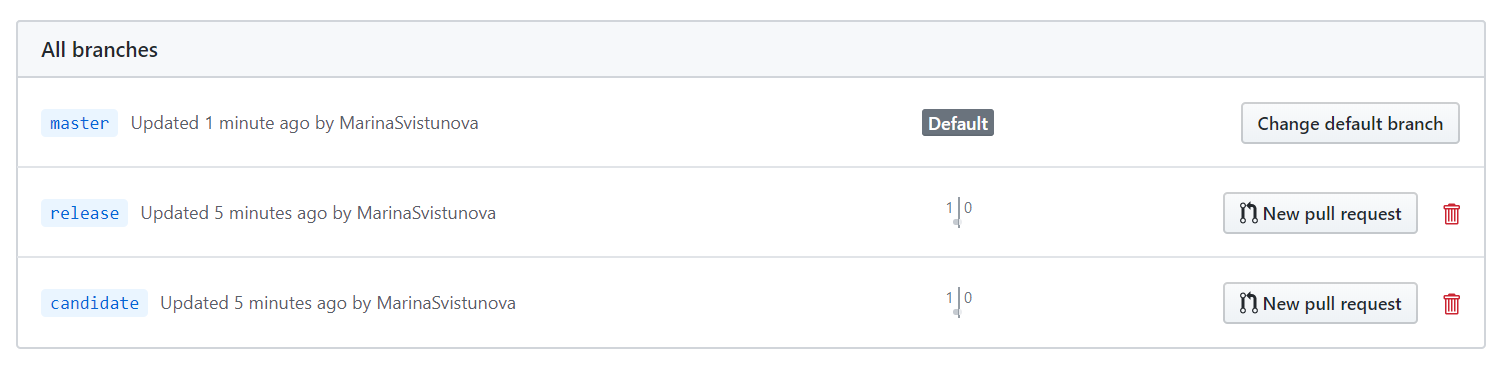 All branches
master Updated 1 minute ago by MarinaSvistunova Default Change default branch
release Updated 5 minutes ago by MarinaSvistunova 1 0 New pull request
candidate Updated 5 minutes ago by MarinaSvistunova 1 0 New pull request